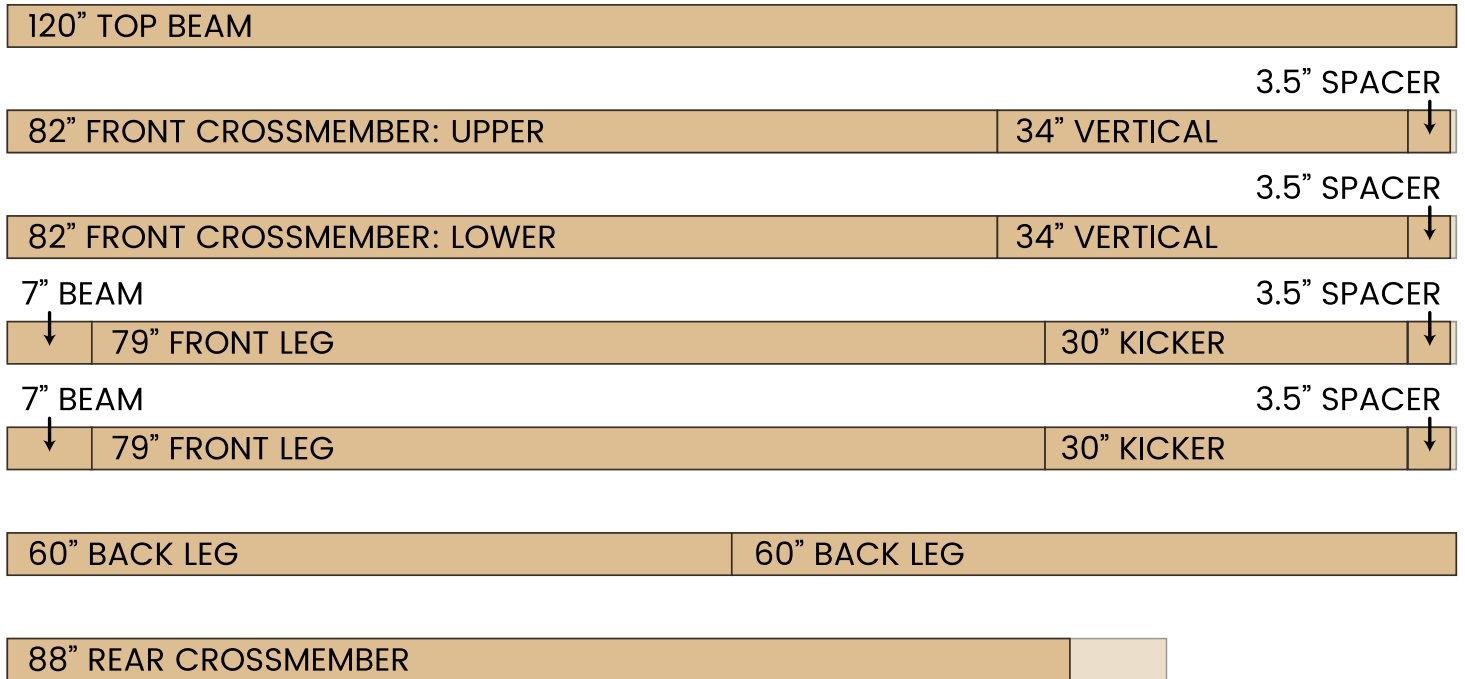 120” TOP BEAM
3.5” SPACER
82” FRONT CROSSMEMBER: UPPER
34” VERTICAL
3.5” SPACER
82” FRONT CROSSMEMBER: LOWER
34” VERTICAL
7” BEAM
3.5” SPACER
79” FRONT LEG
30” KICKER
7” BEAM
3.5” SPACER
79” FRONT LEG
30” KICKER
60” BACK LEG
60” BACK LEG
88” REAR CROSSMEMBER